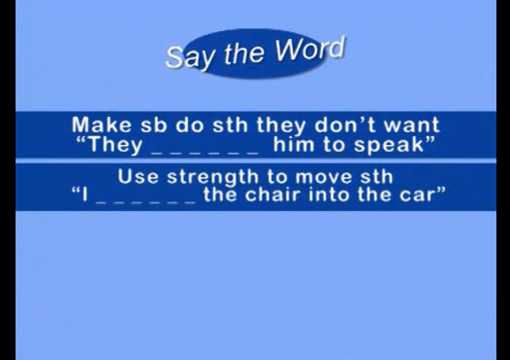 Say the Word
Make sb do sth they don't want
"They _ _ _ _ _ _ him to speak"
Use strength to move sth
"I _ _ _ _ _ _ the chair into the car"